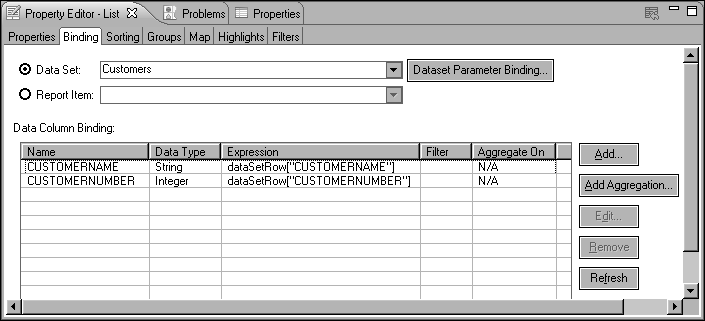 Property Editor - List Problems Properties
Properties Binding Sorting Groups Map Highlights Filters
Data Set: Customers Dataset Parameter Binding...
Report Item:
Data Column Binding:
Name Data Type Expression Filter Aggregate On
CUSTOMERNAME String dataSetRow["CUSTOMERNAME"] N/A
CUSTOMERNUMBER Integer dataSetRow["CUSTOMERNUMBER"] N/A
Add...
Add Aggregation...
Edit...
Remove
Refresh